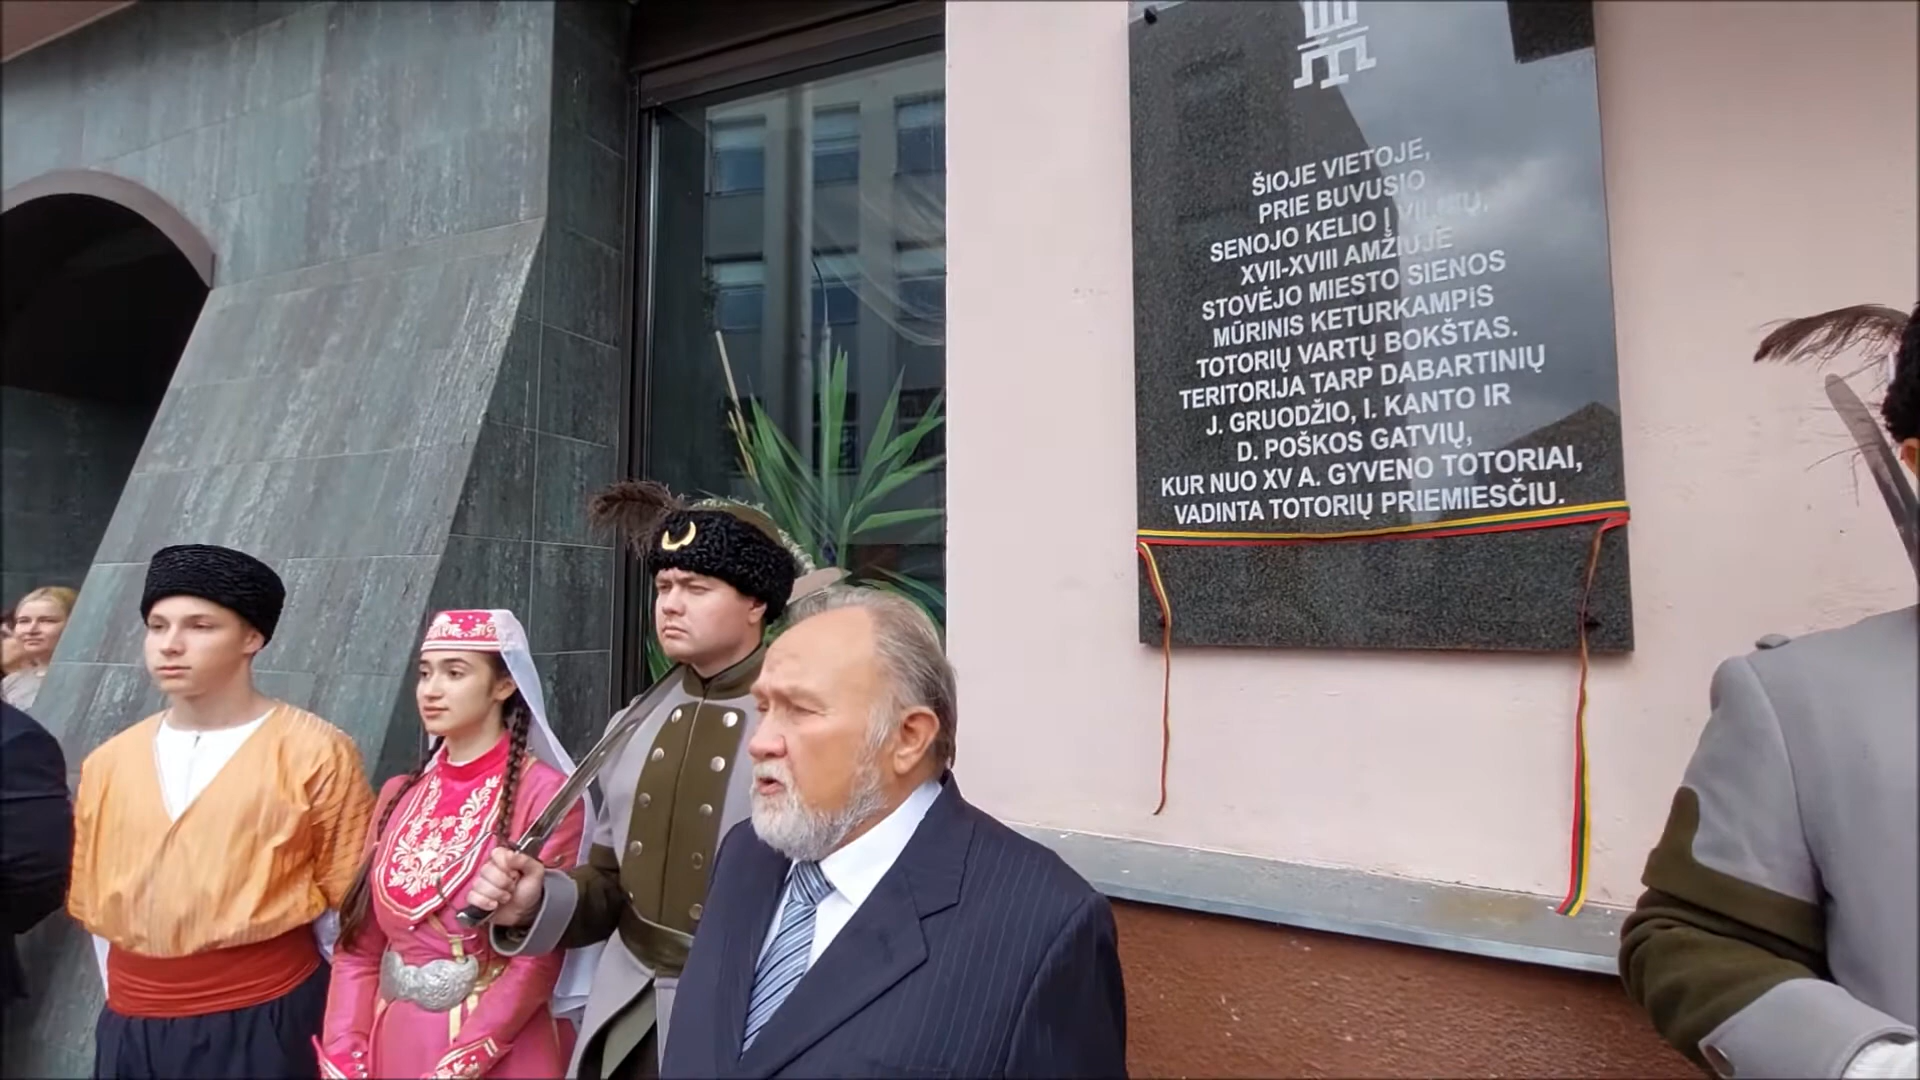 ŠIOJE VIETOJE,
PRIE BUVUSIO
SENOJO KELIO Į VILNIŲ,
XVII-XVIII AMŽIUJE
STOVĖJO MIESTO SIENOS
MŪRINIS KETURKAMPIS
TOTORIŲ VARTŲ BOKŠTAS.
TERITORIJA TARP DABARTINIŲ
J. GRUODŽIO, I. KANTO IR
D. POŠKOS GATVIŲ,
KUR NUO XV A. GYVENO TOTORIAI,
VADINTA TOTORIŲ PRIEMIESČIU.